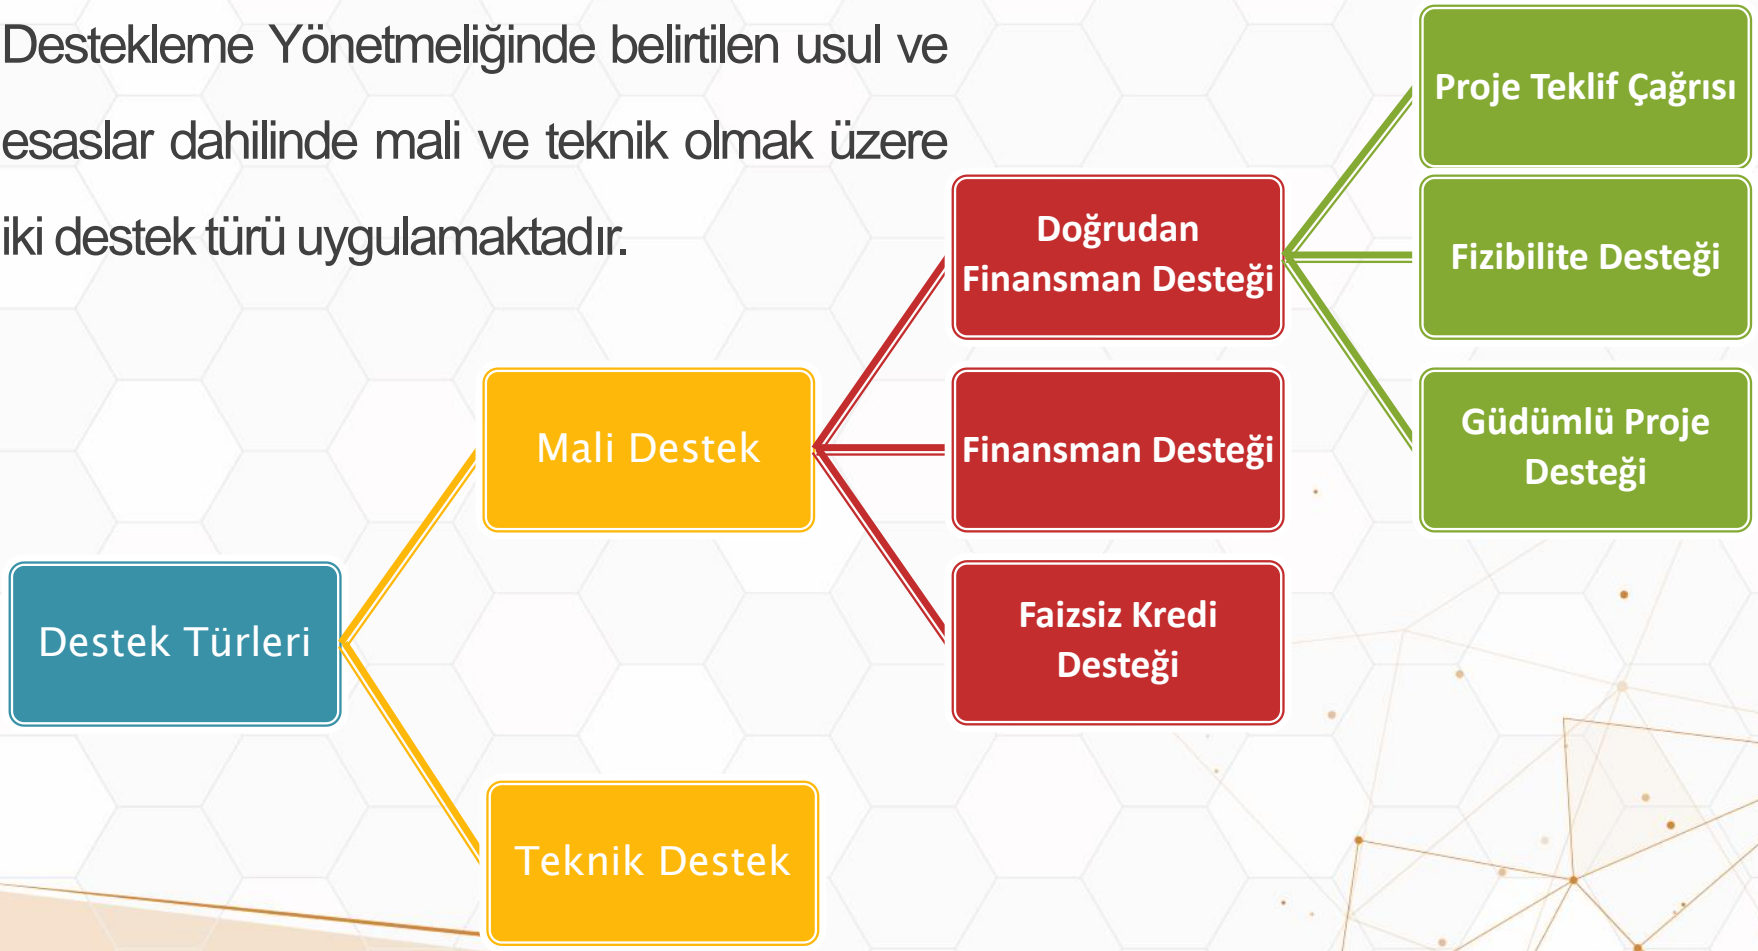 Destekleme Yönetmeliğinde belirtilen usul ve
esaslar dahilinde mali ve teknik olmak üzere
iki destek türü uygulamaktadır.
Destek Türleri
Mali Destek
Teknik Destek
Doğrudan
Finansman Desteği
Finansman Desteği
Faizsiz Kredi
Desteği
Proje Teklif Çağrısı
Fizibilite Desteği
Güdümlü Proje
Desteği